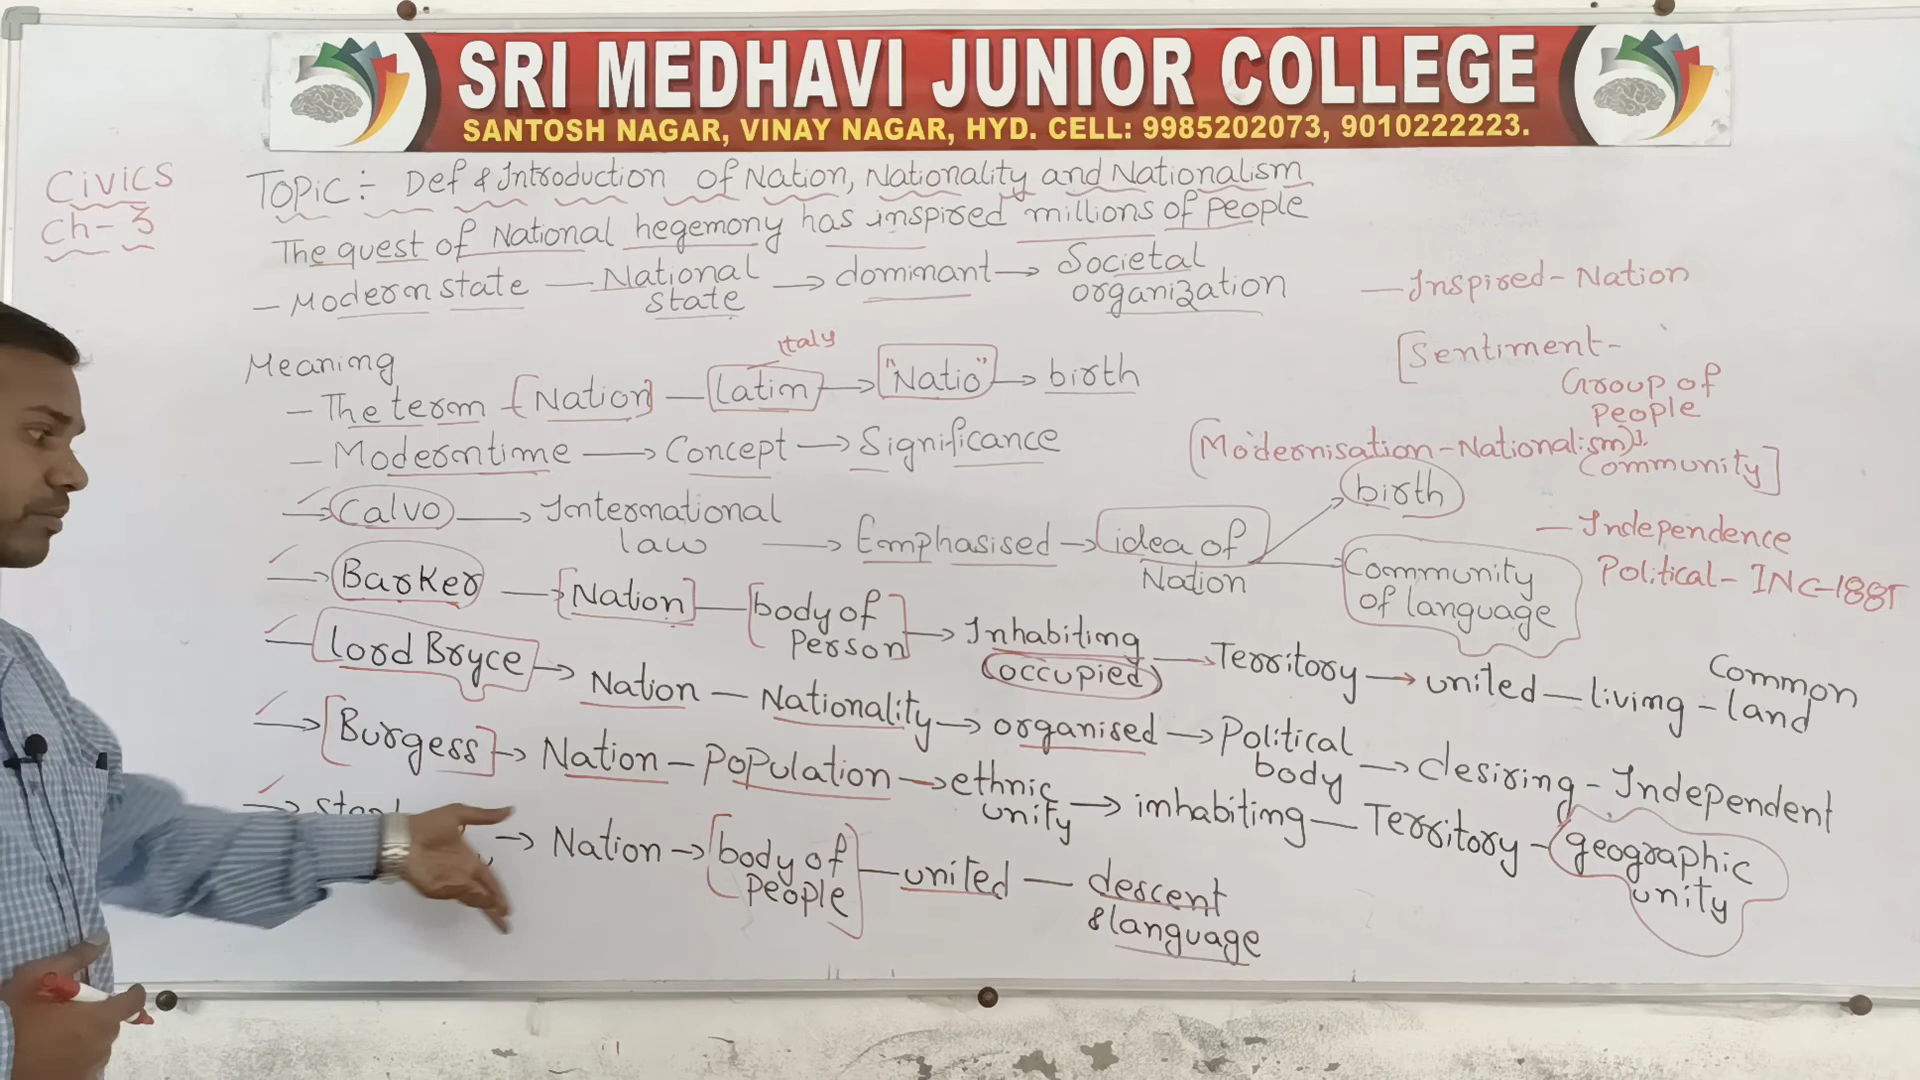 SRI MEDHAVI JUNIOR COLLEGE
SANTOSH NAGAR, VINAY NAGAR, HYD. CELL: 9985202073, 9010222223.
Civics
Ch-3
Topic:- Def & Introduction of Nation, Nationality and Nationalism
The quest of National hegemony has inspired millions of people
- Modern state — National state → dominant → Societal organization
Meaning
- The term [Nation] — latin → "Natio" → birth
Italy
- Modern time → Concept → Significance
→ Calvo → International law → Emphasised → idea of Nation
birth
Community of language
→ Barker → [Nation] — [body of Person] → Inhabiting → Territory → united — living - Common land
(occupied)
→ lord Bryce → Nation — Nationality → organised → Political body → desiring - Independent
→ [Burgess] → Nation - Population → ethnic unity → inhabiting — Territory - geographic unity
→ Nation → [body of People] — united — descent & language
— Inspired - Nation
[Sentiment -
Group of
People
[Modernisation - Nationalism]
Community]
— Independence
Political - INC - 1885